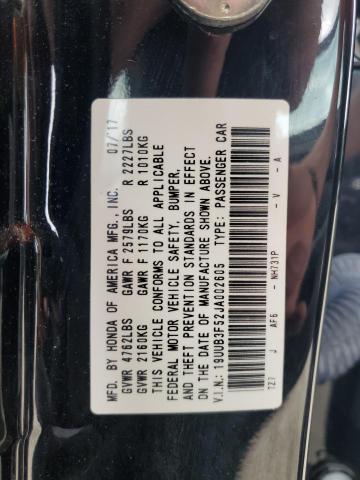 MFD. BY HONDA OF AMERICA MFG., INC. 07/17
GVWR 4762LBS GAWR F 2579LBS R 2227LBS
GVWR 2160KG GAWR F 1170KG R 1010KG
THIS VEHICLE CONFORMS TO ALL APPLICABLE
FEDERAL MOTOR VEHICLE SAFETY, BUMPER,
AND THEFT PREVENTION STANDARDS IN EFFECT
ON THE DATE OF MANUFACTURE SHOWN ABOVE.
V.I.N.: 19UUB3F52JA002605 TYPE: PASSENGER CAR
TZ7 J AF6 - NH731P - V - A